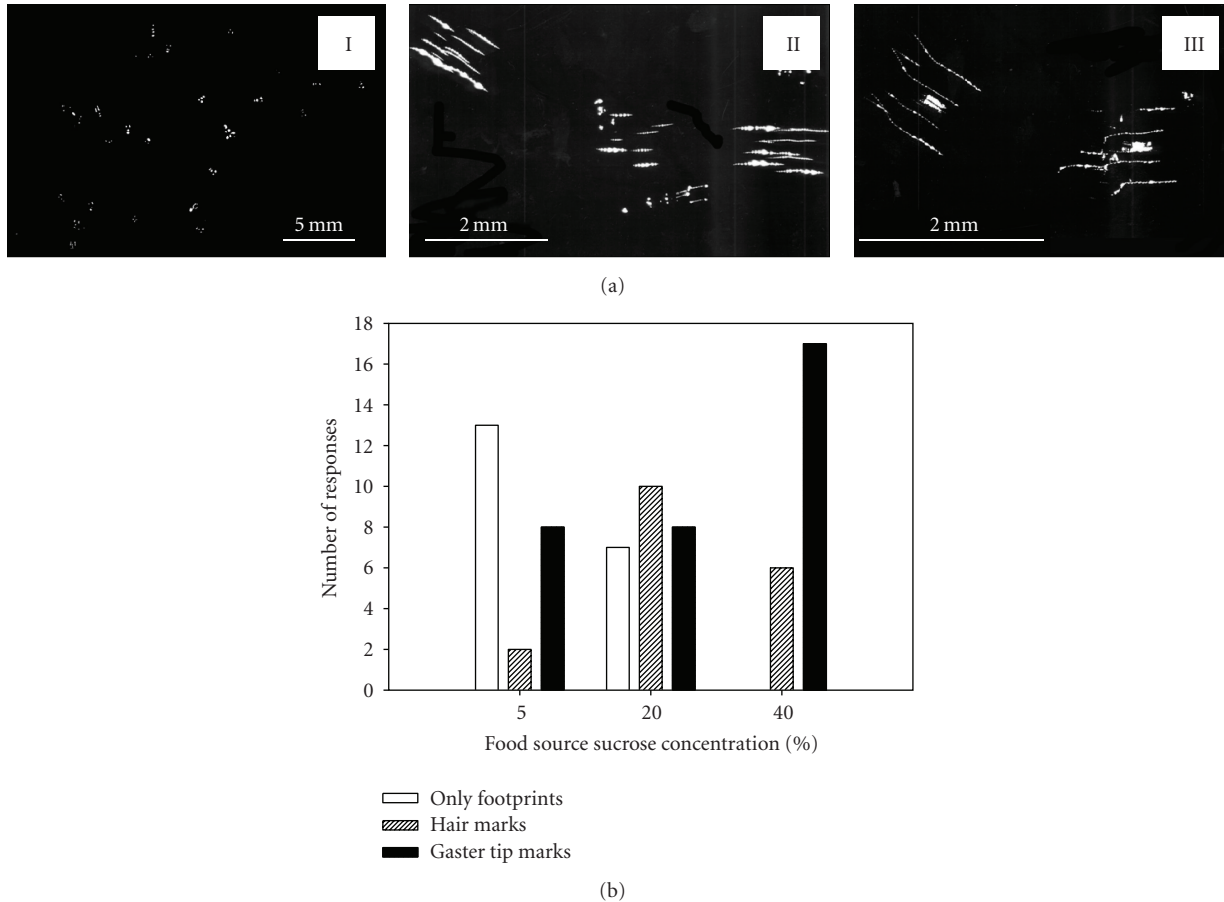 I
II
III
5 mm
2 mm
2 mm
(a)
18
16
14
12
10
8
6
4
2
0
Number of responses
5
20
40
Food source sucrose concentration (%)
Only footprints
Hair marks
Gaster tip marks
(b)